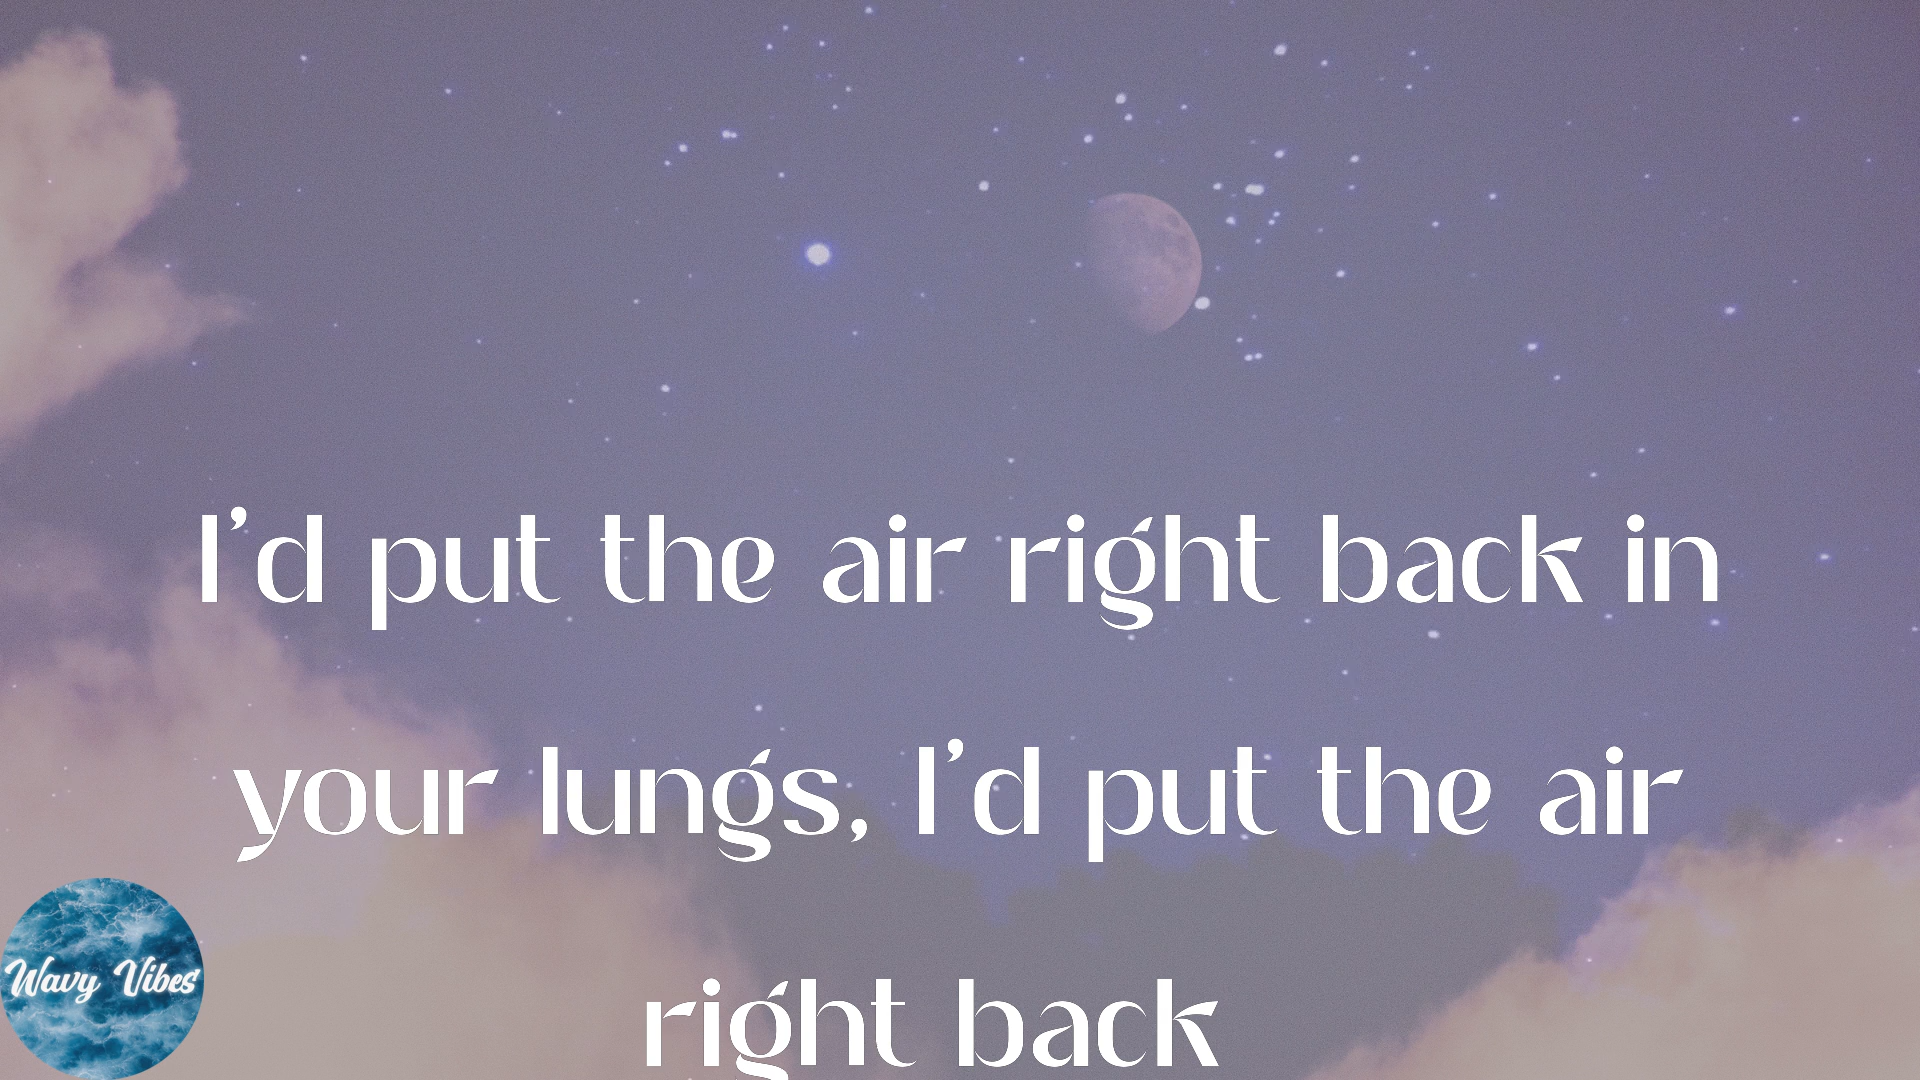 I’d put the air right back in
your lungs, I’d put the air
right back
Wavy Vibes